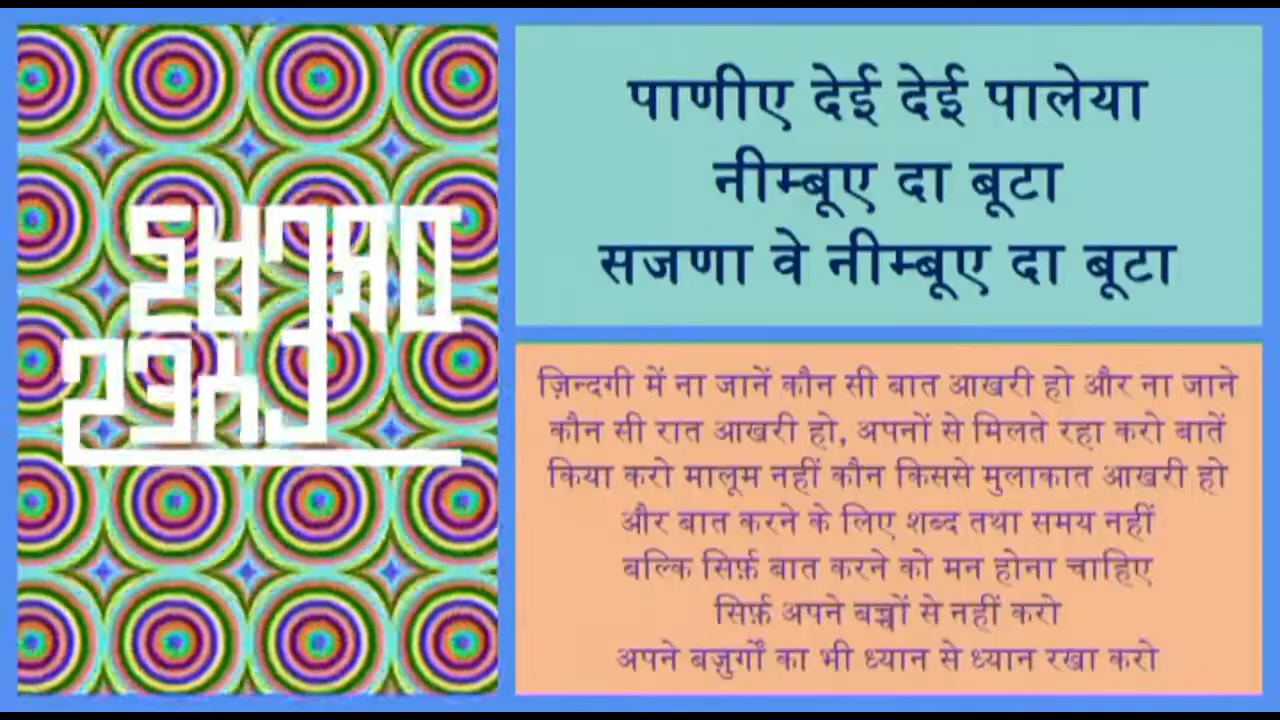 पाणीए देई देई पालेया
नीम्बूए दा बूटा
सजणा वे नीम्बूए दा बूटा
ज़िन्दगी में ना जानें कौन सी बात आखरी हो और ना जाने
कौन सी रात आखरी हो, अपनों से मिलते रहा करो बातें
किया करो मालूम नहीं कौन किससे मुलाकात आखरी हो
और बात करने के लिए शब्द तथा समय नहीं
बल्कि सिर्फ़ बात करने को मन होना चाहिए
सिर्फ़ अपने बच्चों से नहीं करो
अपने बज़ुर्गों का भी ध्यान से ध्यान रखा करो